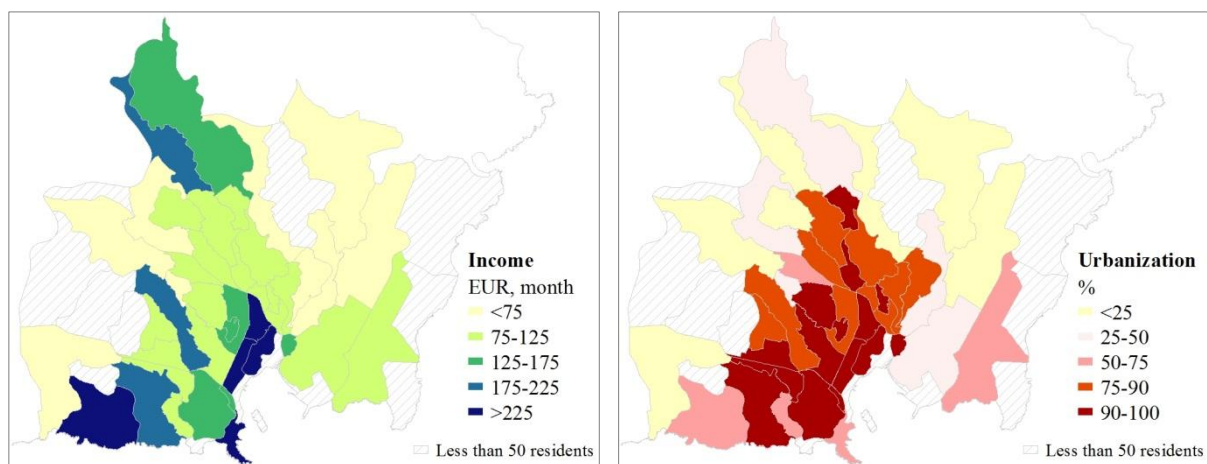 Income
EUR, month
<75
75-125
125-175
175-225
>225
Less than 50 residents
Urbanization
%
<25
25-50
50-75
75-90
90-100
Less than 50 residents